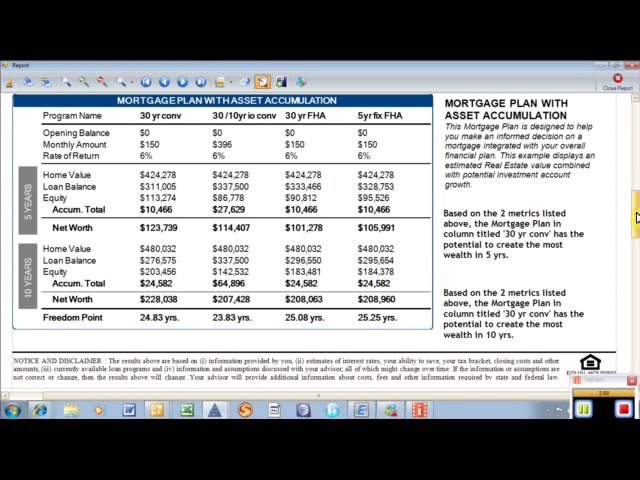 Report
Close Report
MORTGAGE PLAN WITH ASSET ACCUMULATION
Program Name 30 yr conv 30 /10yr io conv 30 yr FHA 5yr fix FHA
Opening Balance $0 $0 $0 $0
Monthly Amount $150 $396 $150 $150
Rate of Return 6% 6% 6% 6%
5 YEARS
Home Value $424,278 $424,278 $424,278 $424,278
Loan Balance $311,005 $337,500 $333,466 $328,753
Equity $113,274 $86,778 $90,812 $95,526
Accum. Total $10,466 $27,629 $10,466 $10,466
Net Worth $123,739 $114,407 $101,278 $105,991
10 YEARS
Home Value $480,032 $480,032 $480,032 $480,032
Loan Balance $276,575 $337,500 $296,550 $295,654
Equity $203,456 $142,532 $183,481 $184,378
Accum. Total $24,582 $64,896 $24,582 $24,582
Net Worth $228,038 $207,428 $208,063 $208,960
Freedom Point 24.83 yrs. 23.83 yrs. 25.08 yrs. 25.25 yrs.
MORTGAGE PLAN WITH
ASSET ACCUMULATION
This Mortgage Plan is designed to help
you make an informed decision on a
mortgage integrated with your overall
financial plan. This example displays an
estimated Real Estate value combined
with potential investment account
growth.
Based on the 2 metrics listed
above, the Mortgage Plan in
column titled '30 yr conv' has the
potential to create the most
wealth in 5 yrs.
Based on the 2 metrics listed
above, the Mortgage Plan in
column titled '30 yr conv' has the
potential to create the most
wealth in 10 yrs.
NOTICE AND DISCLAIMER : The results above are based on (i) information provided by you, (ii) estimates of interest rates, your ability to save, your tax bracket, closing costs and other
amounts, (iii) currently available loan programs and (iv) information and assumptions discussed with your advisor; all of which might change over time. If the information or assumptions are
not correct or change, then the results above will change. Your advisor will provide additional information about costs, fees and other information required by state and federal law.
EQUAL HOUSING
2:53